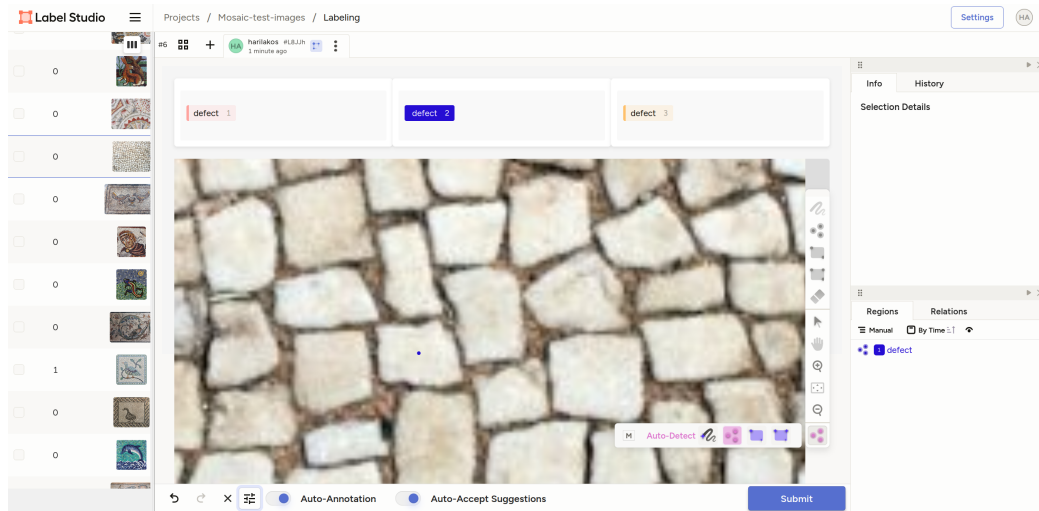 Label Studio
Projects / Mosaic-test-images / Labeling
Settings
HA
#6
HA
harilakos #L8JJh
1 minute ago
Info
History
Selection Details
defect 1
defect 2
defect 3
0
0
0
0
0
0
0
1
0
0
Regions
Relations
Manual
By Time
1 defect
M
Auto-Detect
Auto-Annotation
Auto-Accept Suggestions
Submit